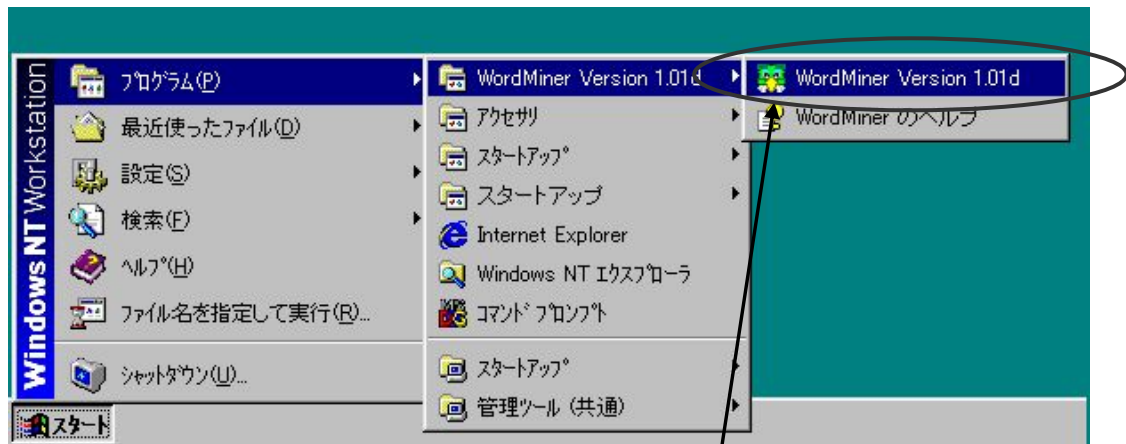 Windows NT Workstation
プログラム(P)
最近使ったファイル(D)
設定(S)
検索(F)
ヘルプ(H)
ファイル名を指定して実行(R)...
シャットダウン(U)...
スタート
WordMiner Version 1.01d
アクセサリ
スタートアップ
スタートアップ
Internet Explorer
Windows NT エクスプローラ
コマンド プロンプト
スタートアップ
管理ツール (共通)
WordMiner Version 1.01d
WordMiner のヘルプ